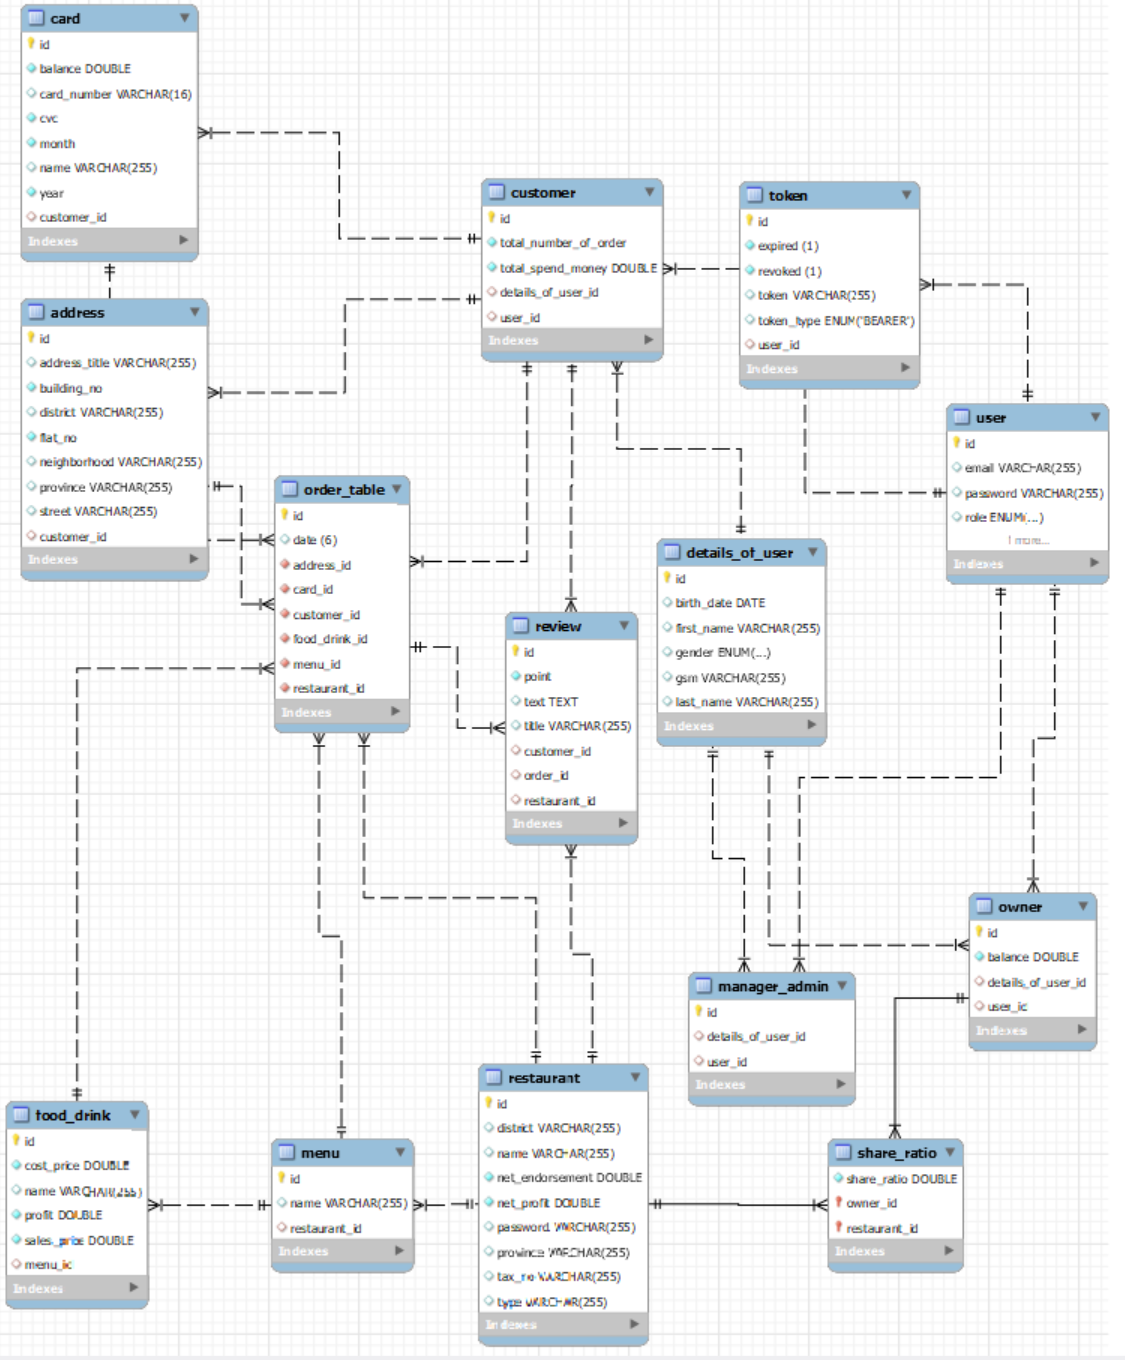 card
id
balance DOUBLE
card_number VARCHAR(16)
cvc
month
name VARCHAR(255)
year
customer_id
Indexes
customer
id
total_number_of_order
total_spend_money DOUBLE
details_of_user_id
user_id
Indexes
token
id
expired (1)
revoked (1)
token VARCHAR(255)
token_type ENUM('BEARER')
user_id
Indexes
address
id
address_title VARCHAR(255)
building_no
district VARCHAR(255)
flat_no
neighborhood VARCHAR(255)
province VARCHAR(255)
street VARCHAR(255)
customer_id
Indexes
user
id
email VARCHAR(255)
password VARCHAR(255)
role ENUM(...)
1 more...
Indexes
order_table
id
date (6)
address_id
card_id
customer_id
food_drink_id
menu_id
restaurant_id
Indexes
details_of_user
id
birth_date DATE
first_name VARCHAR(255)
gender ENUM(...)
gsm VARCHAR(255)
last_name VARCHAR(255)
Indexes
review
id
point
text TEXT
title VARCHAR(255)
customer_id
order_id
restaurant_id
Indexes
owner
id
balance DOUBLE
details_of_user_id
user_id
Indexes
manager_admin
id
details_of_user_id
user_id
Indexes
restaurant
id
district VARCHAR(255)
name VARCHAR(255)
net_endorsement DOUBLE
net_profit DOUBLE
password VARCHAR(255)
province VARCHAR(255)
tax_no VARCHAR(255)
type VARCHAR(255)
Indexes
food_drink
id
cost_price DOUBLE
name VARCHAR(255)
profit DOUBLE
sales_price DOUBLE
menu_id
Indexes
menu
id
name VARCHAR(255)
restaurant_id
Indexes
share_ratio
share_ratio DOUBLE
owner_id
restaurant_id
Indexes